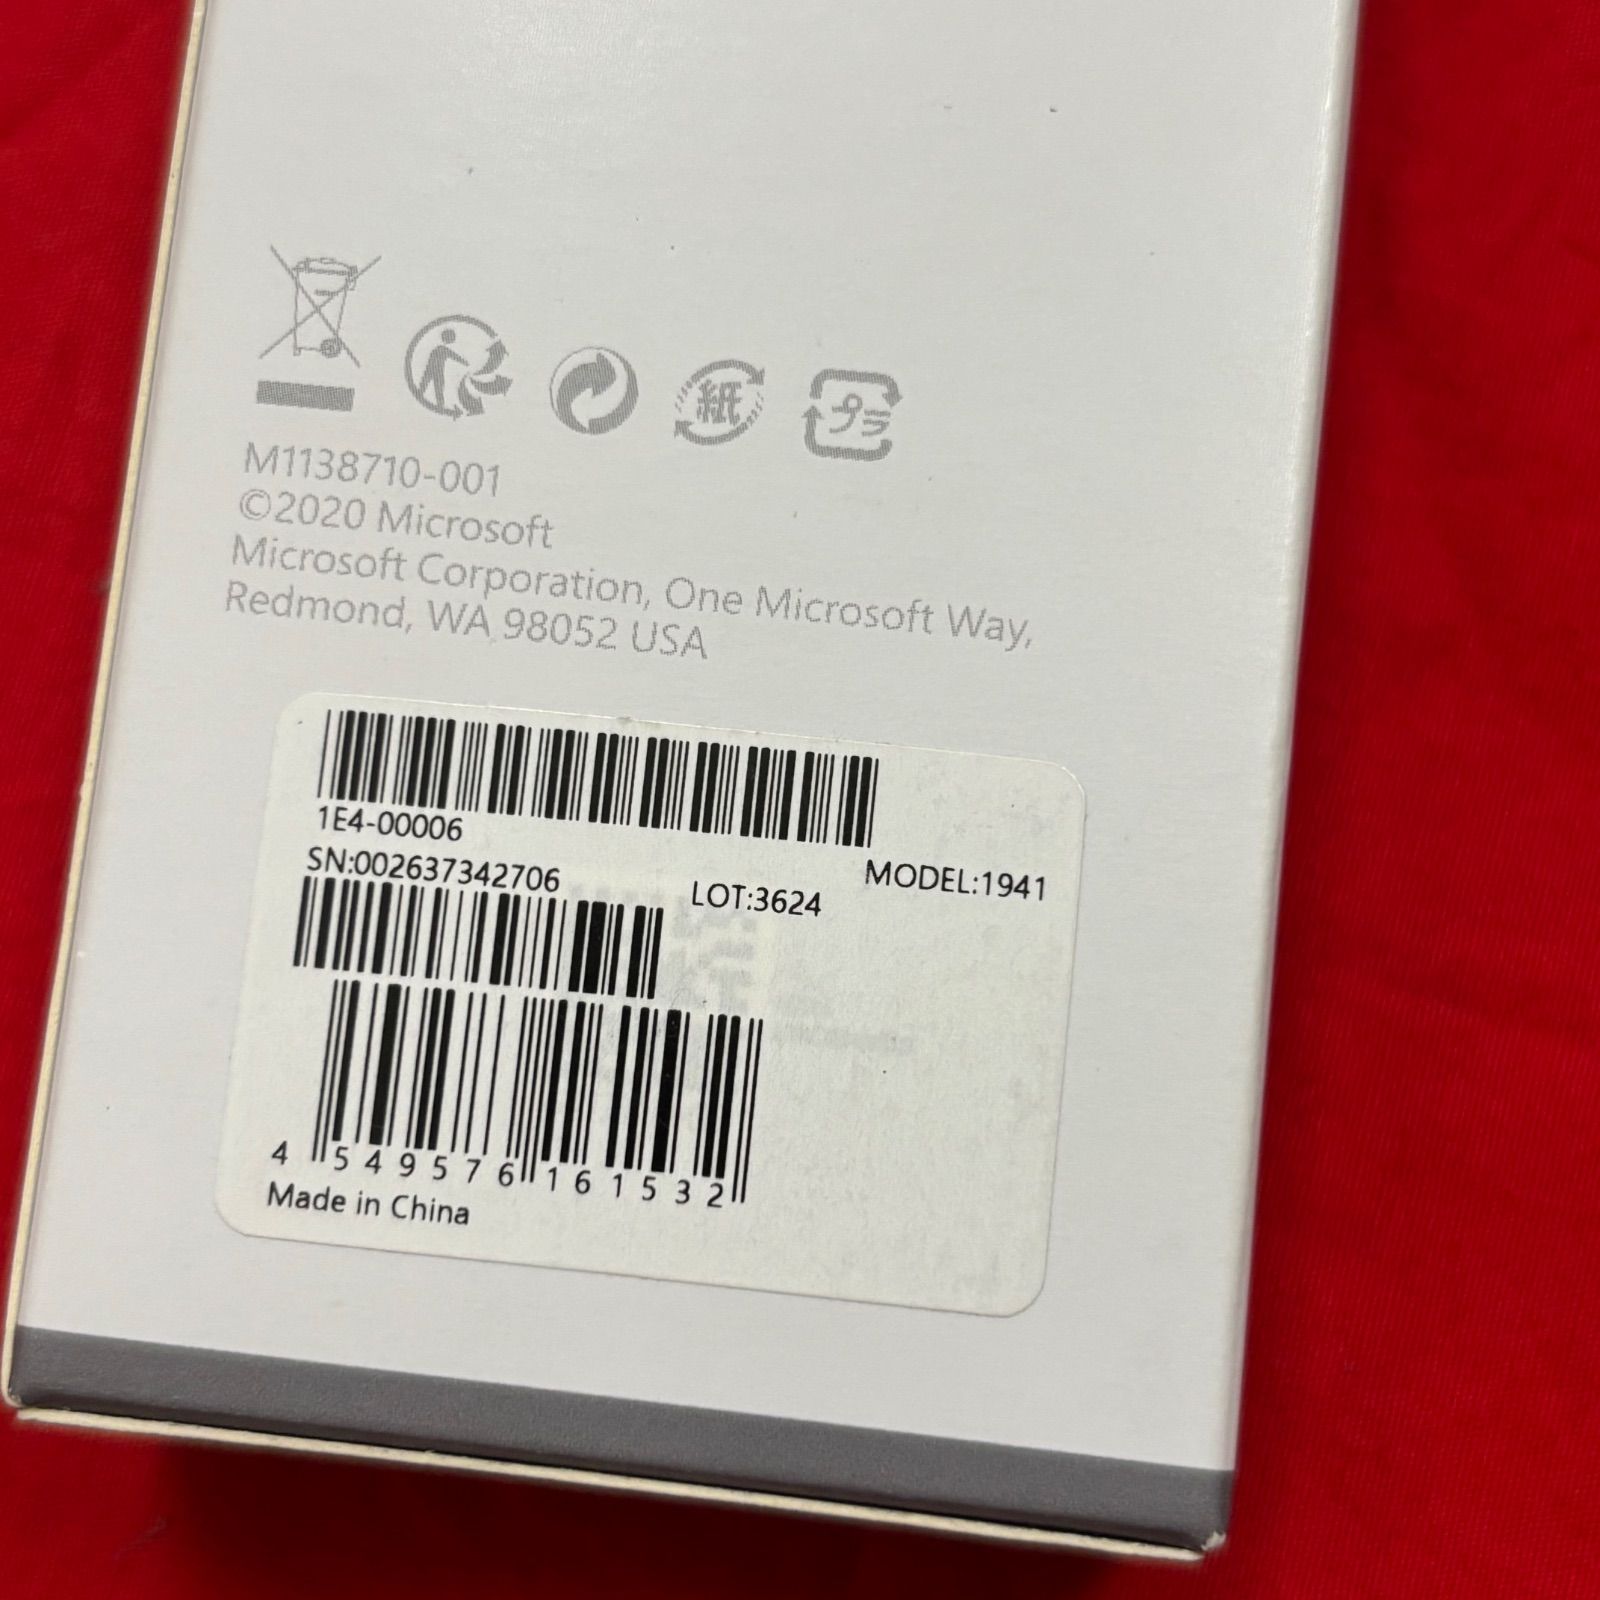 紙
プラ
M1138710-001
©2020 Microsoft
Microsoft Corporation, One Microsoft Way,
Redmond, WA 98052 USA
1E4-00006
SN:002637342706
LOT:3624
MODEL:1941
4 549576 161532
Made in China